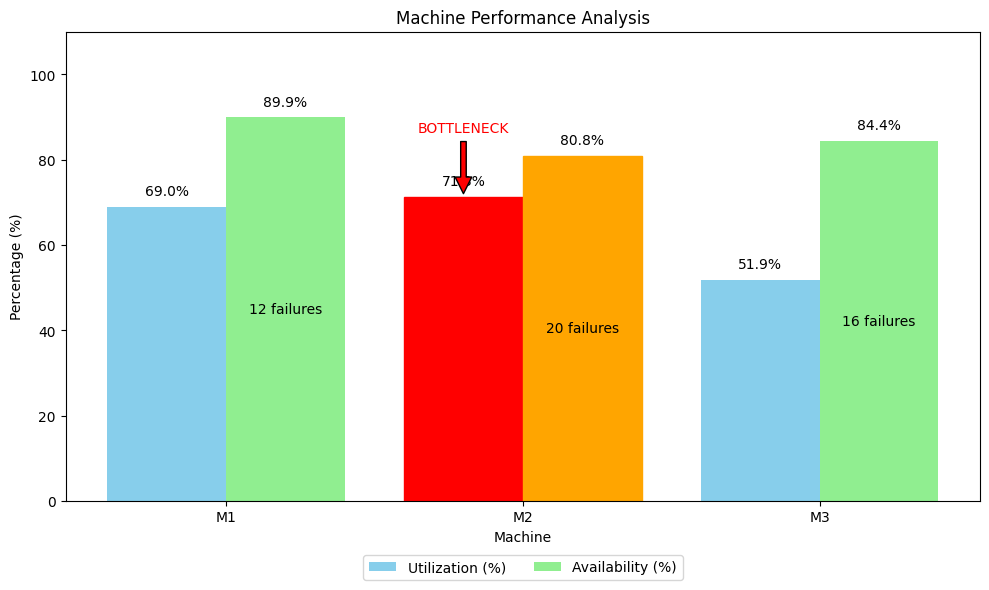 Machine Performance Analysis
Percentage (%)
100
80
60
40
20
0
69.0%
89.9%
BOTTLENECK
80.8%
51.9%
84.4%
12 failures
20 failures
16 failures
M1
M2
M3
Machine
Utilization (%)
Availability (%)